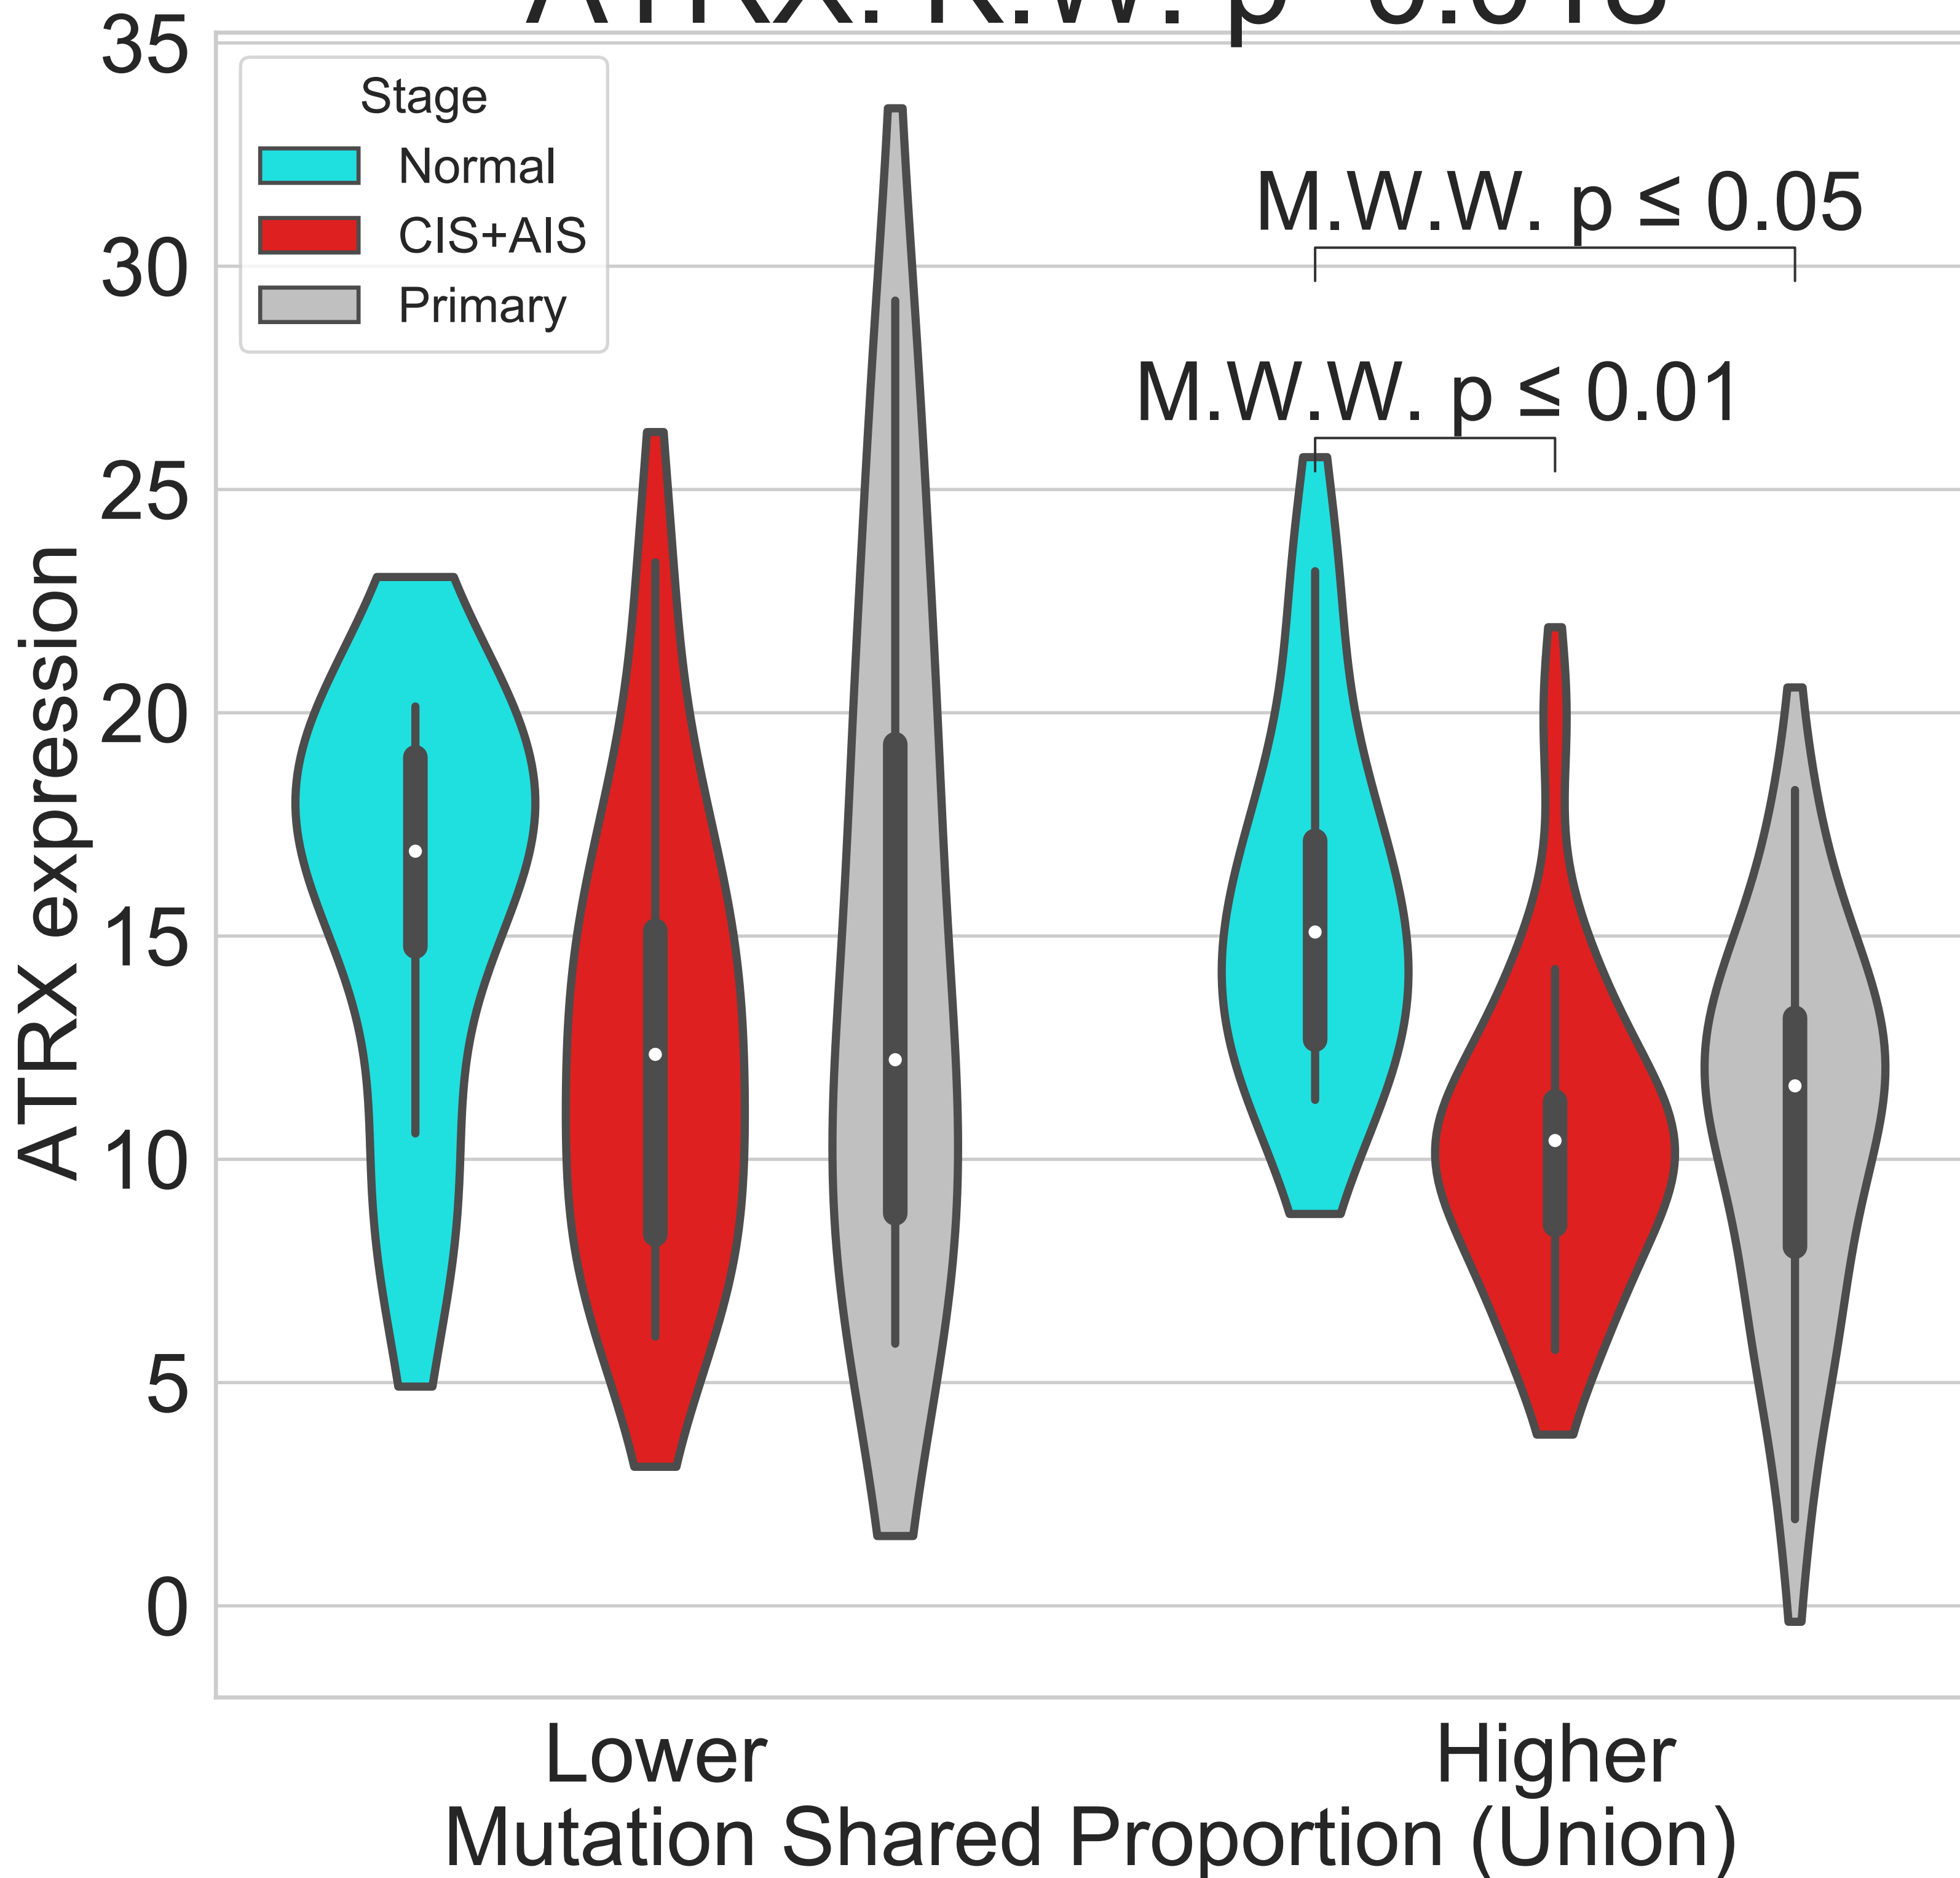 35
Stage
Normal
CIS+AIS
Primary
M.W.W. p ≤ 0.05
30
M.W.W. p ≤ 0.01
25
20
15
10
5
0
ATRX expression
Lower
Higher
Mutation Shared Proportion (Union)